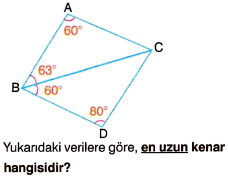 A
60°
C
63°
B
60°
80°
D
Yukarıdaki verilere göre, en uzun kenar
hangisidir?